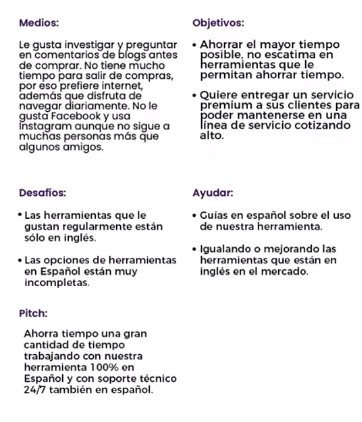 Medios:
Le gusta investigar y preguntar
en comentarios de blogs antes
de comprar. No tiene mucho
tiempo para salir de compras,
por eso prefiere internet,
además que disfruta de
navegar diariamente. No le
gusta Facebook y usa
Instagram aunque no sigue a
muchas personas más que
algunos amigos.
Objetivos:
• Ahorrar el mayor tiempo
posible, no escatima en
herramientas que le
permitan ahorrar tiempo.
• Quiere entregar un servicio
premium a sus clientes para
poder mantenerse en una
línea de servicio cotizando
alto.
Desafíos:
• Las herramientas que le
gustan regularmente están
sólo en inglés.
• Las opciones de herramientas
en Español están muy
incompletas.
Ayudar:
• Guías en español sobre el uso
de nuestra herramienta.
• Igualando o mejorando las
herramientas que están en
inglés en el mercado.
Pitch:
Ahorra tiempo una gran
cantidad de tiempo
trabajando con nuestra
herramienta 100% en
Español y con soporte técnico
24/7 también en español.